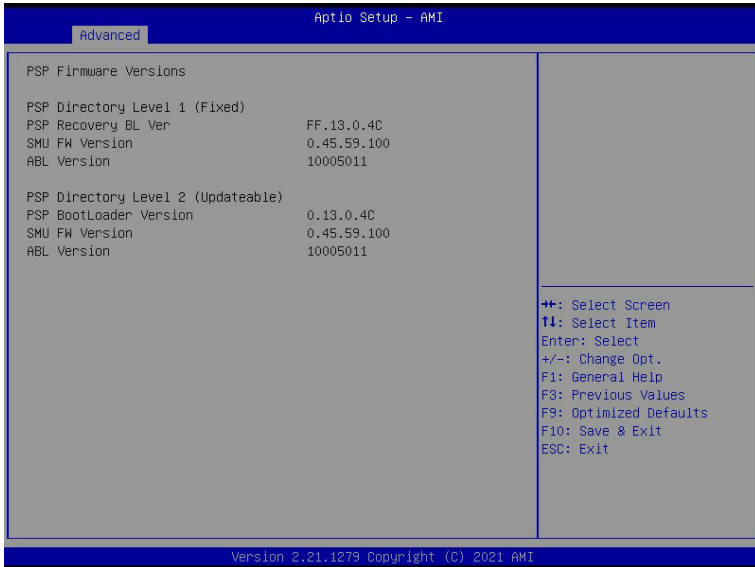 Aptio Setup - AMI
Advanced
PSP Firmware Versions
PSP Directory Level 1 (Fixed)
PSP Recovery BL Ver FF.13.0.4C
SMU FW Version 0.45.59.100
ABL Version 10005011
PSP Directory Level 2 (Updateable)
PSP BootLoader Version 0.13.0.4C
SMU FW Version 0.45.59.100
ABL Version 10005011
→←: Select Screen
↑↓: Select Item
Enter: Select
+/-: Change Opt.
F1: General Help
F3: Previous Values
F9: Optimized Defaults
F10: Save & Exit
ESC: Exit
Version 2.21.1279 Copyright (C) 2021 AMI